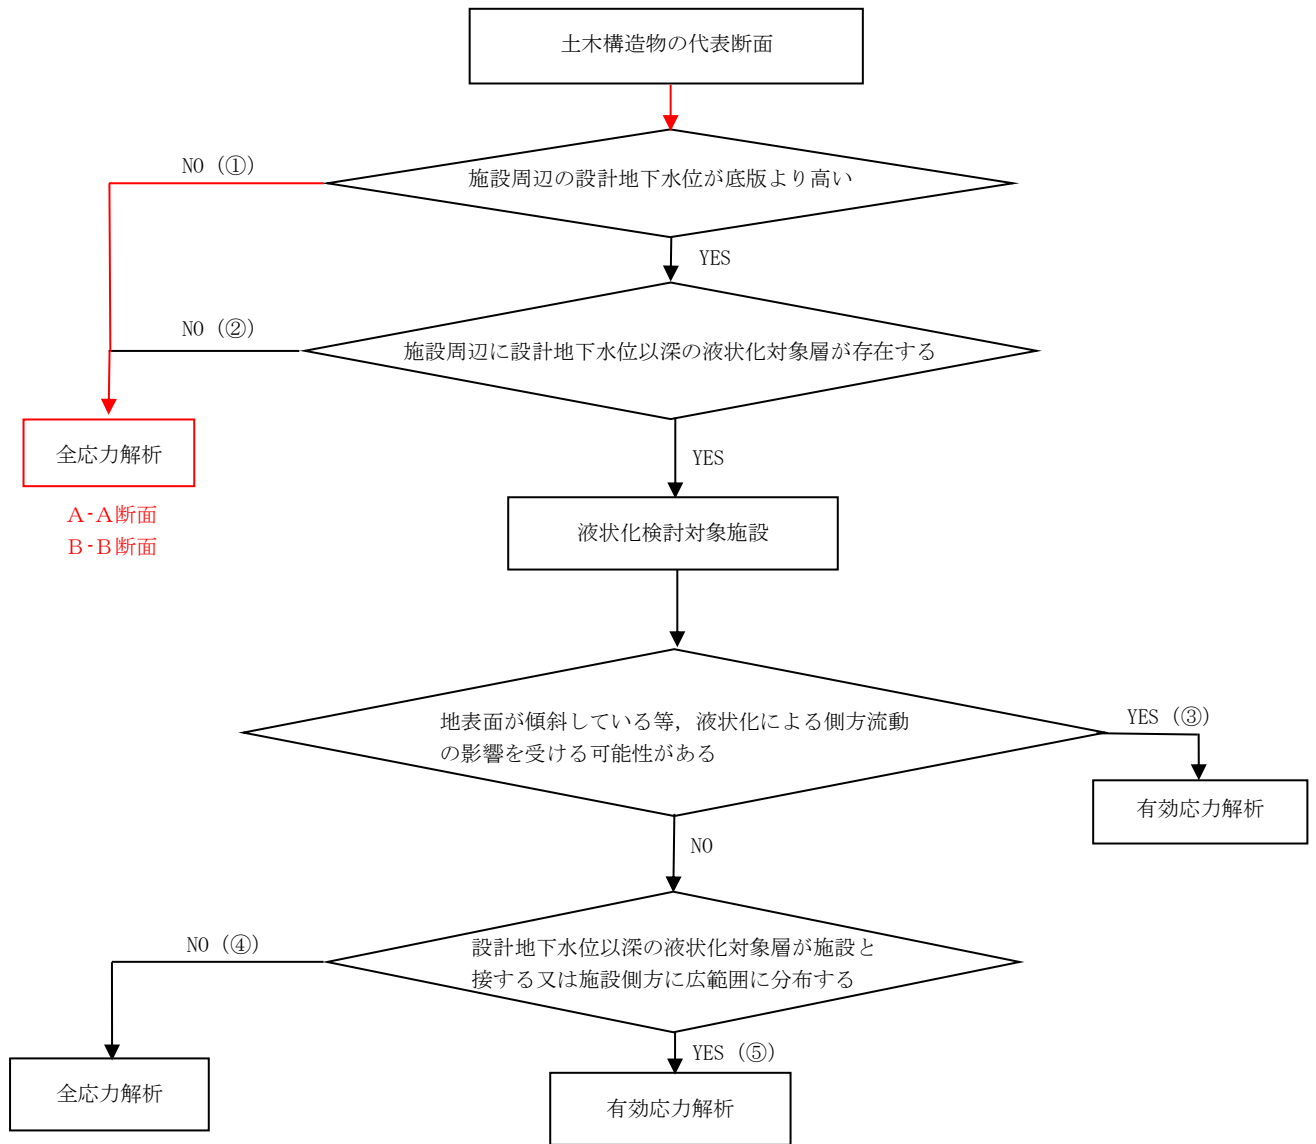 土木構造物の代表断面
NO (①)
施設周辺の設計地下水位が底版より高い
YES
NO (②)
施設周辺に設計地下水位以深の液状化対象層が存在する
全応力解析
A-A断面
B-B断面
YES
液状化検討対象施設
地表面が傾斜している等，液状化による側方流動
の影響を受ける可能性がある
YES (③)
有効応力解析
NO
NO (④)
設計地下水位以深の液状化対象層が施設と
接する又は施設側方に広範囲に分布する
全応力解析
YES (⑤)
有効応力解析